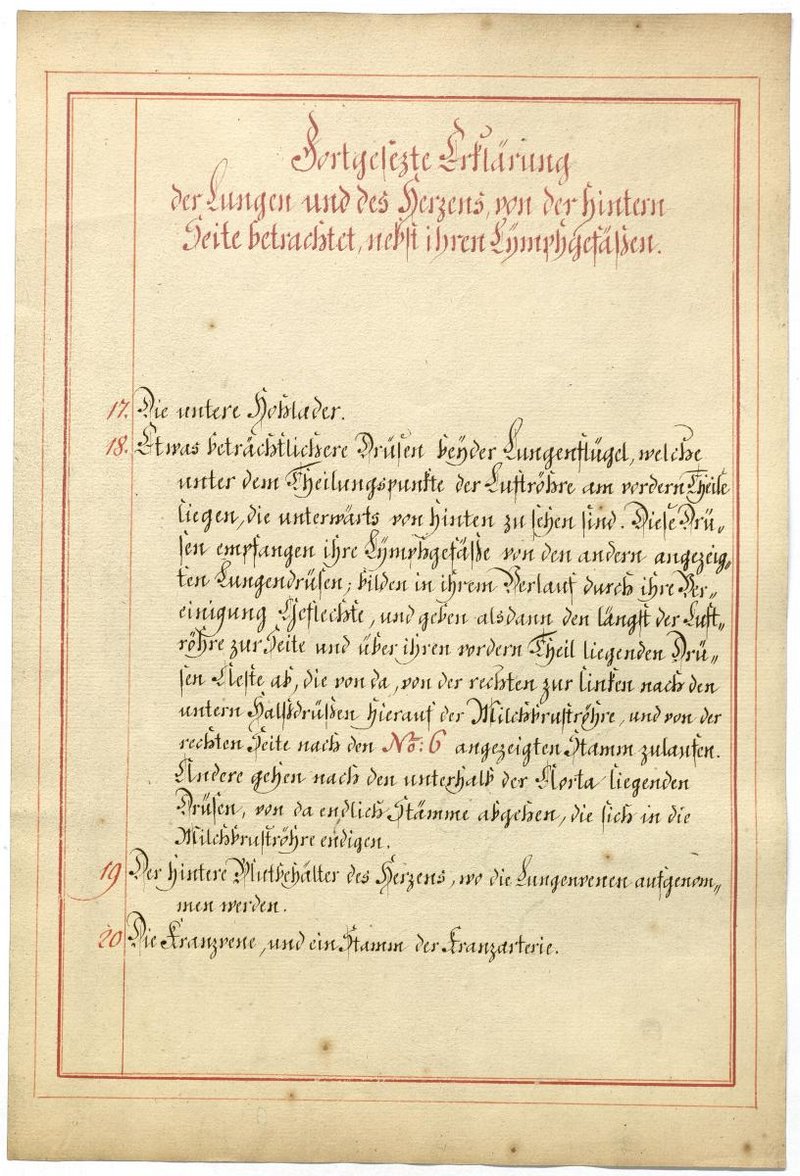 Fortgesezte Erklärung
der Lungen und des Herzens, von der hintern
Seite betrachtet, nebst ihren Lÿmphgefäßen.
17. Die untere Hohlader.
18. Etwas beträchtlichere Drüsen beÿder Lungenflügel, welche
unter dem Theilungspunkte der Luftröhre am vordern Theile
liegen, die unterwärts von hinten zu sehen sind. Diese Drü„
sen empfangen ihre Lÿmphgefäße von den andern angezeig„
ten Lungendrüsen; bilden in ihrem Verlauf durch ihre Ver„
einigung Geflechte, und geben alsdann den längst der Luft„
röhre zur Seite und über ihren vordern Theil liegenden Drü„
sen Aeste ab, die von da, von der rechten zur linken nach den
untern Halßdrüßen hierauf der Milchbruströhre, und von der
rechten Seite nach den No: 6 angezeigten Stamm zulaufen.
Andere gehen nach den unterhalb der Aorta liegenden
Drüsen, von da endlich Stämme abgehen, die sich in die
Milchbruströhre endigen.
19 Der hintere Blutbehälter des Herzens, wo die Lungenvenen aufgenom„
men werden.
20 Die Kranzvene, und ein Stamm der Kranzarterie.